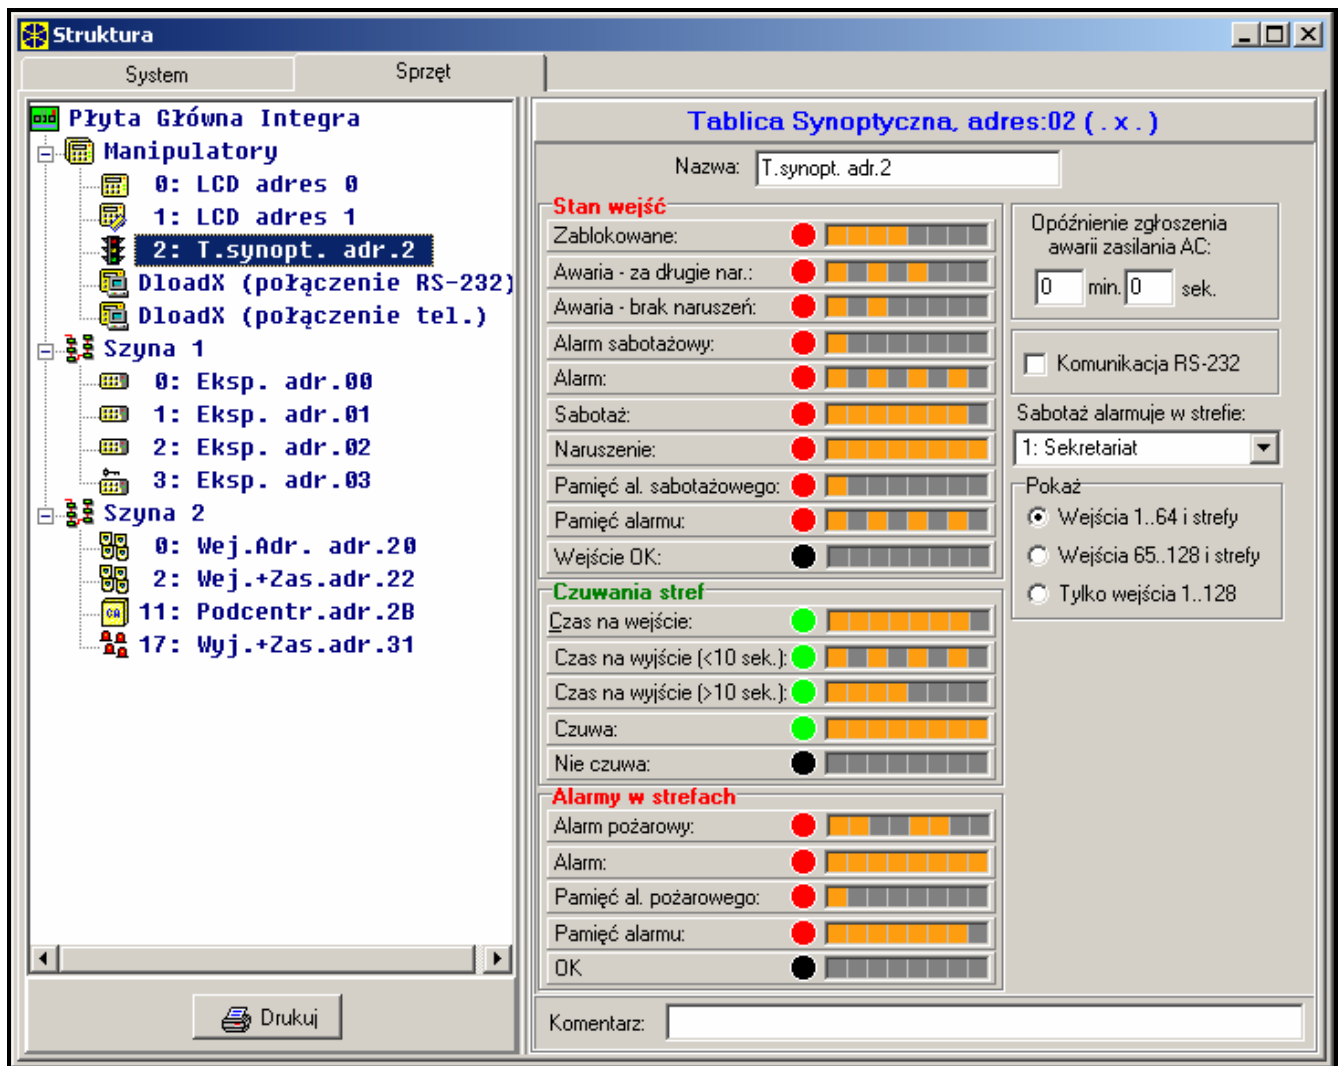 Struktura
System
Sprzęt
Płyta Główna Integra
Manipulatory
0: LCD adres 0
1: LCD adres 1
2: T.synopt. adr.2
DloadX (połączenie RS-232)
DloadX (połączenie tel.)
Szyna 1
0: Eksp. adr.00
1: Eksp. adr.01
2: Eksp. adr.02
3: Eksp. adr.03
Szyna 2
0: Wej.Adr. adr.20
2: Wej.+Zas.adr.22
11: Podcentr.adr.2B
17: Wyj.+Zas.adr.31
Drukuj
Tablica Synoptyczna, adres:02 ( . x . )
Nazwa: T.synopt. adr.2
Stan wejść
Zablokowane:
Awaria - za długie nar.:
Awaria - brak naruszeń:
Alarm sabotażowy:
Alarm:
Sabotaż:
Naruszenie:
Pamięć al. sabotażowego:
Pamięć alarmu:
Wejście OK:
Czuwania stref
Czas na wejście:
Czas na wyjście (<10 sek.):
Czas na wyjście (>10 sek.):
Czuwa:
Nie czuwa:
Alarmy w strefach
Alarm pożarowy:
Alarm:
Pamięć al. pożarowego:
Pamięć alarmu:
OK
Opóźnienie zgłoszenia
awarii zasilania AC:
0 min. 0 sek.
Komunikacja RS-232
Sabotaż alarmuje w strefie:
1: Sekretariat
Pokaż
Wejścia 1..64 i strefy
Wejścia 65..128 i strefy
Tylko wejścia 1..128
Komentarz: